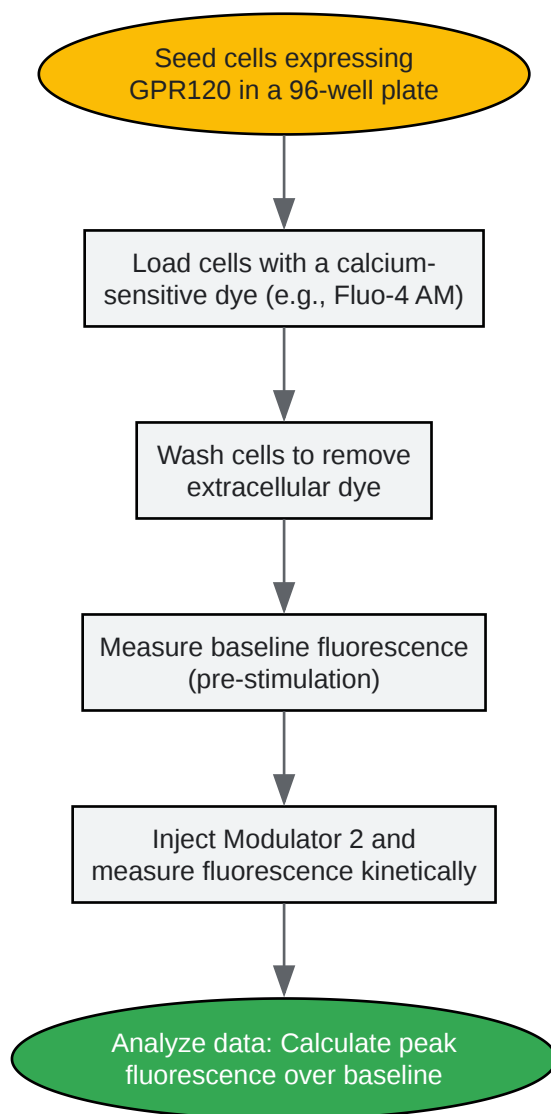 Seed cells expressing
GPR120 in a 96-well plate
Load cells with a calcium-
sensitive dye (e.g., Fluo-4 AM)
Wash cells to remove
extracellular dye
Measure baseline fluorescence
(pre-stimulation)
Inject Modulator 2 and
measure fluorescence kinetically
Analyze data: Calculate peak
fluorescence over baseline